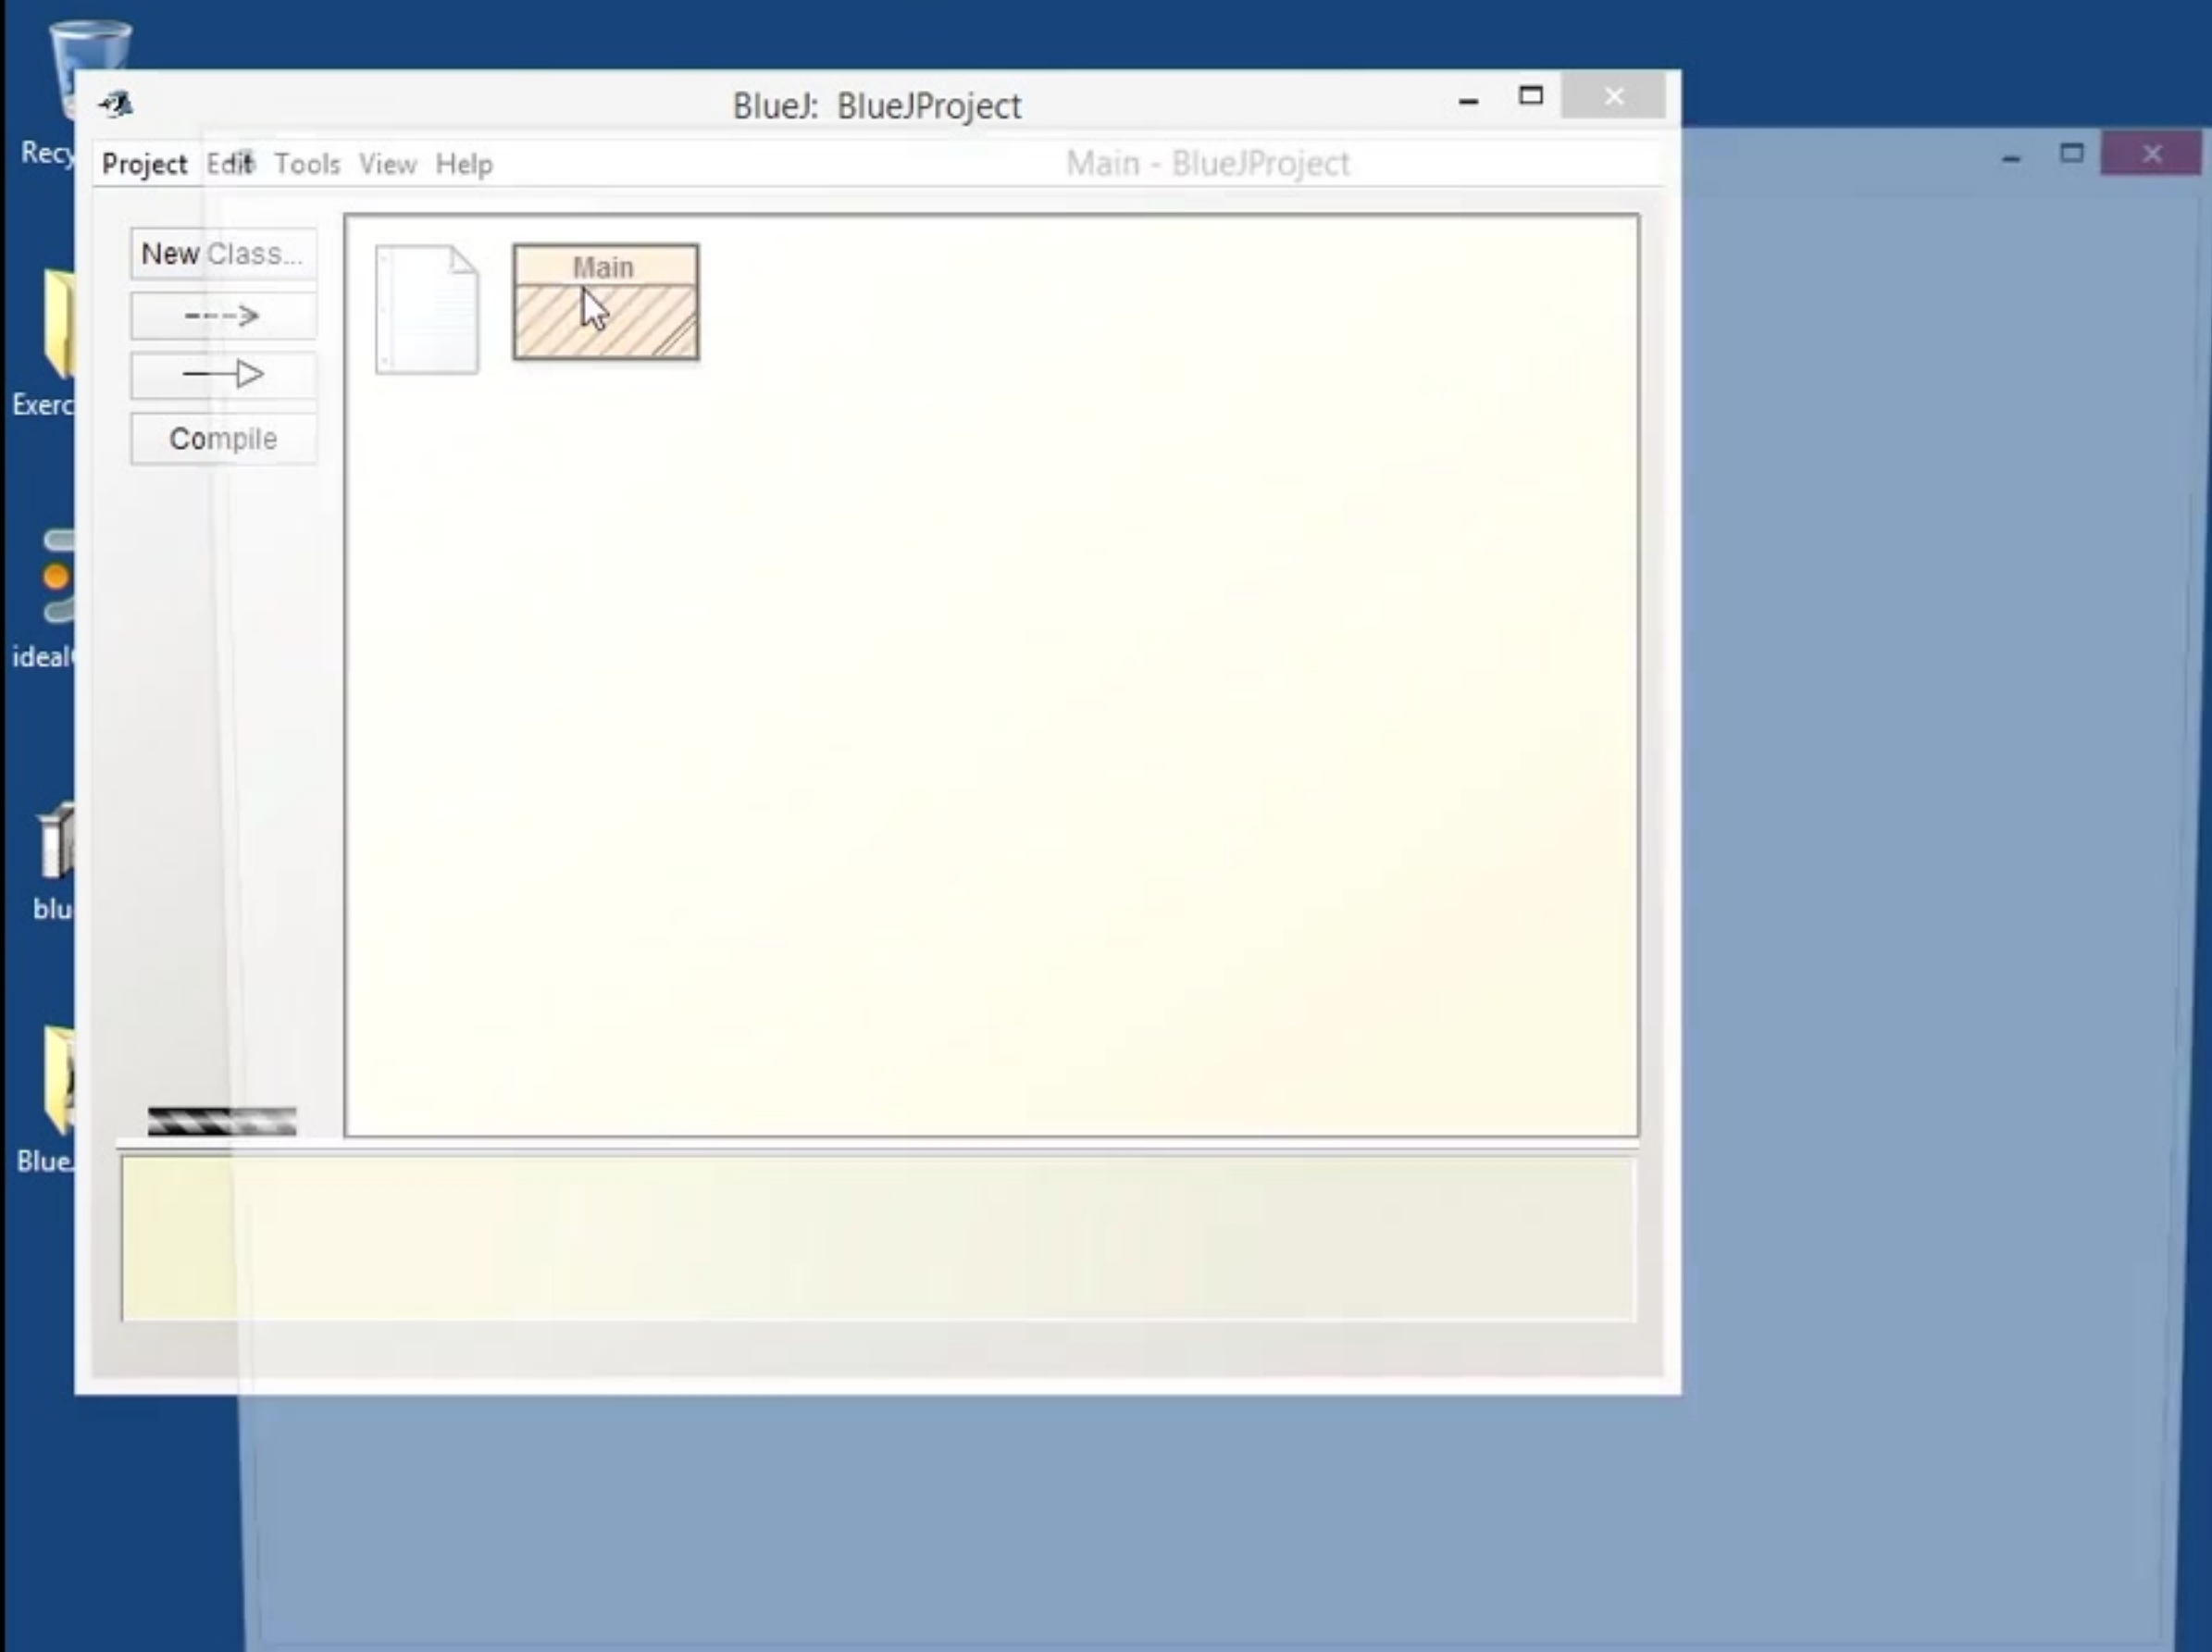 BlueJ: BlueJProject
Project Edit Tools View Help
Main - BlueJProject
New Class...
Main
Compile
Recy
Exerc
ideal
blu
Blue